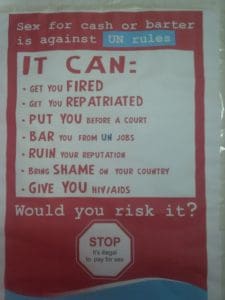 Sex for cash or barter
is against UN rules
IT CAN:
• GET YOU FIRED
• GET YOU REPATRIATED
• PUT YOU BEFORE A COURT
• BAR YOU FROM UN JOBS
• RUIN YOUR REPUTATION
• BRING SHAME ON YOUR COUNTRY
• GIVE YOU HIV/AIDS
Would you risk it?
STOP
It's illegal
to pay for sex